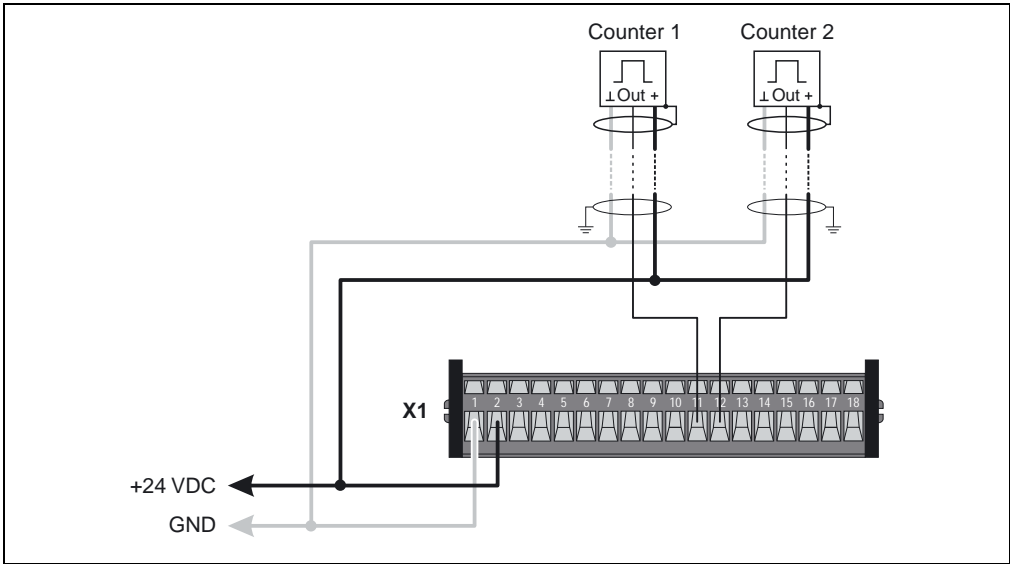 Counter 1 Counter 2
⊥ Out + ⊥ Out +
X1 1 2 3 4 5 6 7 8 9 10 11 12 13 14 15 16 17 18
+24 VDC
GND